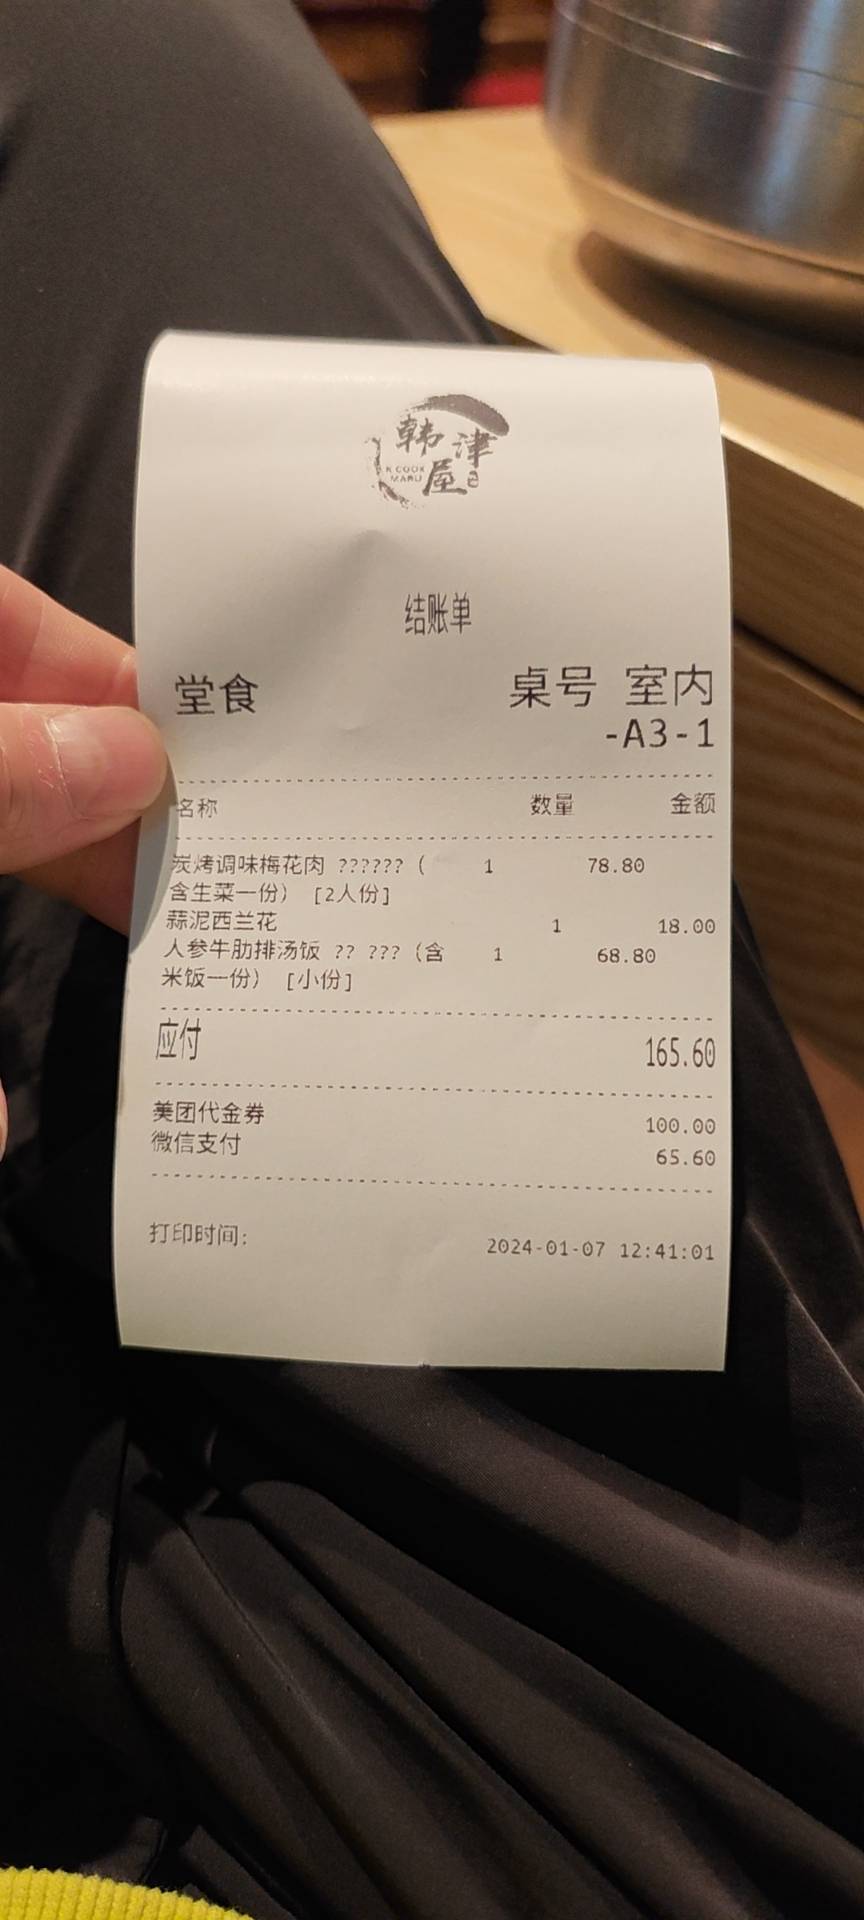 韩津
屋
K COOK
MARU
结账单
堂食 桌号 室内
-A3-1
名称 数量 金额
炭烤调味梅花肉 ??????（ 1 78.80
含生菜一份）［2人份］
蒜泥西兰花 1 18.00
人参牛肋排汤饭 ?? ???（含 1 68.80
米饭一份）［小份］
应付 165.60
美团代金券 100.00
微信支付 65.60
打印时间: 2024-01-07 12:41:01